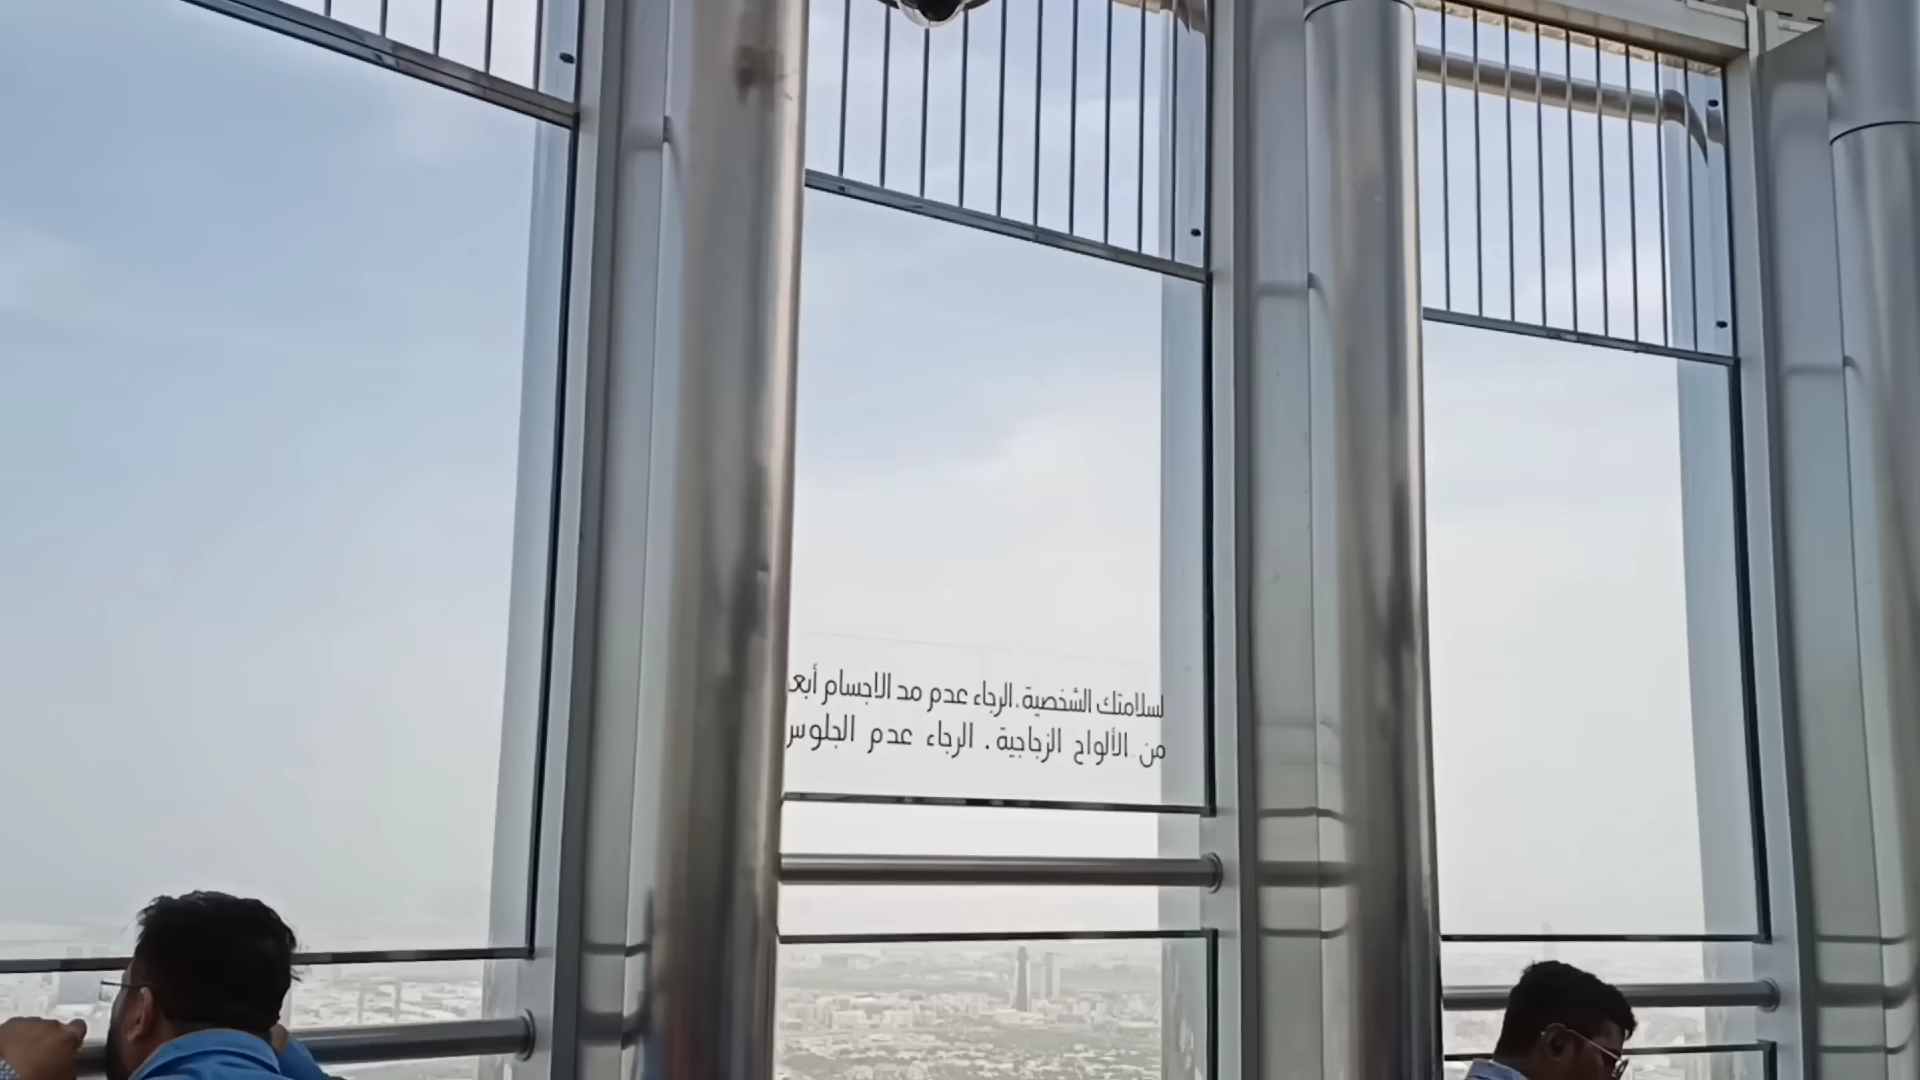 لسلامتك الشخصية، الرجاء عدم مد الاجسام
من الألواح الزجاجية . الرجاء عدم الجلوس